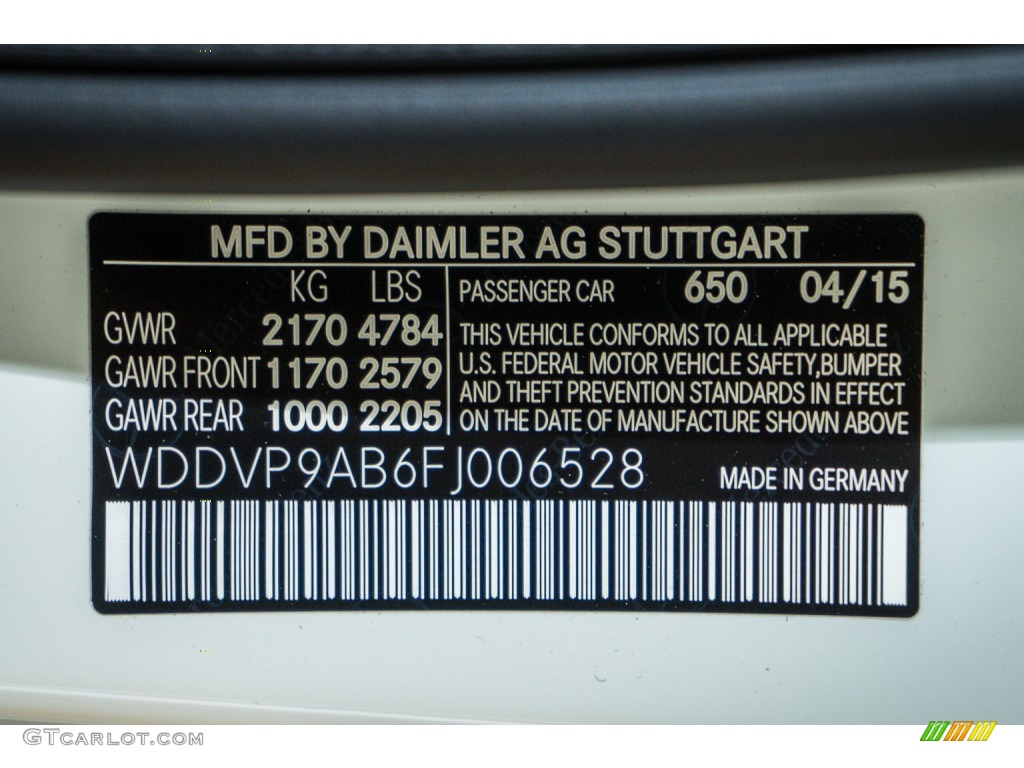 MFD BY DAIMLER AG STUTTGART
KG LBS
GVWR 2170 4784
GAWR FRONT 1170 2579
GAWR REAR 1000 2205
PASSENGER CAR 650 04/15
THIS VEHICLE CONFORMS TO ALL APPLICABLE
U.S. FEDERAL MOTOR VEHICLE SAFETY,BUMPER
AND THEFT PREVENTION STANDARDS IN EFFECT
ON THE DATE OF MANUFACTURE SHOWN ABOVE
WDDVP9AB6FJ006528 MADE IN GERMANY
GTCARLOT.COM